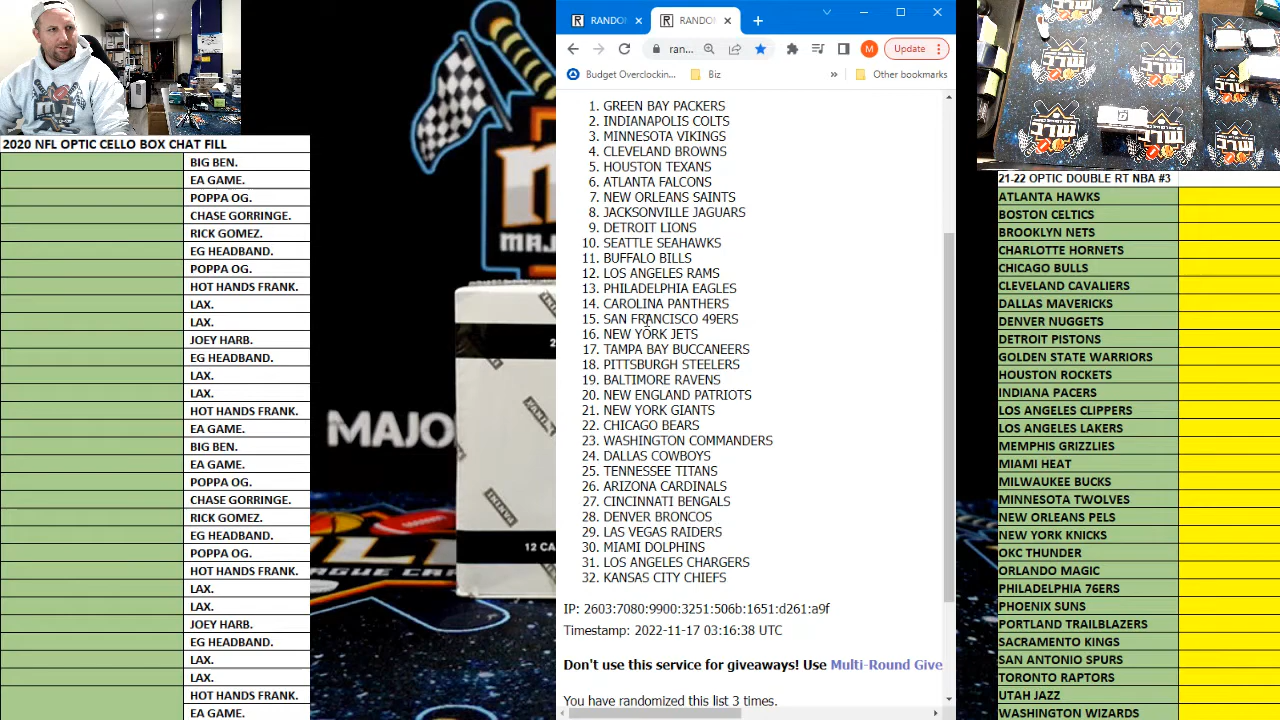 2020 NFL OPTIC CELLO BOX CHAT FILL
BIG BEN.
EA GAME.
POPPA OG.
CHASE GORRINGE.
RICK GOMEZ.
EG HEADBAND.
POPPA OG.
HOT HANDS FRANK.
LAX.
LAX.
JOEY HARB.
EG HEADBAND.
LAX.
LAX.
HOT HANDS FRANK.
EA GAME.
BIG BEN.
EA GAME.
POPPA OG.
CHASE GORRINGE.
RICK GOMEZ.
EG HEADBAND.
POPPA OG.
HOT HANDS FRANK.
LAX.
LAX.
JOEY HARB.
EG HEADBAND.
LAX.
LAX.
HOT HANDS FRANK.
EA GAME.
MAJO
PANINI
PANINI
12 CA
RANDO
RANDO
ran...
M
Update
Budget Overclockin...
Biz
»
Other bookmarks
1. GREEN BAY PACKERS
2. INDIANAPOLIS COLTS
3. MINNESOTA VIKINGS
4. CLEVELAND BROWNS
5. HOUSTON TEXANS
6. ATLANTA FALCONS
7. NEW ORLEANS SAINTS
8. JACKSONVILLE JAGUARS
9. DETROIT LIONS
10. SEATTLE SEAHAWKS
11. BUFFALO BILLS
12. LOS ANGELES RAMS
13. PHILADELPHIA EAGLES
14. CAROLINA PANTHERS
15. SAN FRANCISCO 49ERS
16. NEW YORK JETS
17. TAMPA BAY BUCCANEERS
18. PITTSBURGH STEELERS
19. BALTIMORE RAVENS
20. NEW ENGLAND PATRIOTS
21. NEW YORK GIANTS
22. CHICAGO BEARS
23. WASHINGTON COMMANDERS
24. DALLAS COWBOYS
25. TENNESSEE TITANS
26. ARIZONA CARDINALS
27. CINCINNATI BENGALS
28. DENVER BRONCOS
29. LAS VEGAS RAIDERS
30. MIAMI DOLPHINS
31. LOS ANGELES CHARGERS
32. KANSAS CITY CHIEFS
IP: 2603:7080:9900:3251:506b:1651:d261:a9f
Timestamp: 2022-11-17 03:16:38 UTC
Don't use this service for giveaways! Use Multi-Round Give
You have randomized this list 3 times.
21-22 OPTIC DOUBLE RT NBA #3
ATLANTA HAWKS
BOSTON CELTICS
BROOKLYN NETS
CHARLOTTE HORNETS
CHICAGO BULLS
CLEVELAND CAVALIERS
DALLAS MAVERICKS
DENVER NUGGETS
DETROIT PISTONS
GOLDEN STATE WARRIORS
HOUSTON ROCKETS
INDIANA PACERS
LOS ANGELES CLIPPERS
LOS ANGELES LAKERS
MEMPHIS GRIZZLIES
MIAMI HEAT
MILWAUKEE BUCKS
MINNESOTA TWOLVES
NEW ORLEANS PELS
NEW YORK KNICKS
OKC THUNDER
ORLANDO MAGIC
PHILADELPHIA 76ERS
PHOENIX SUNS
PORTLAND TRAILBLAZERS
SACRAMENTO KINGS
SAN ANTONIO SPURS
TORONTO RAPTORS
UTAH JAZZ
WASHINGTON WIZARDS